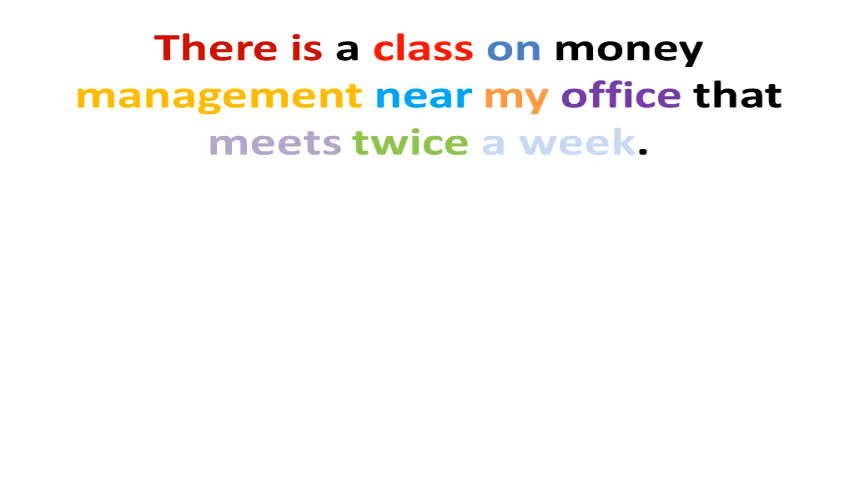 There is a class on money
management near my office that
meets twice a week.